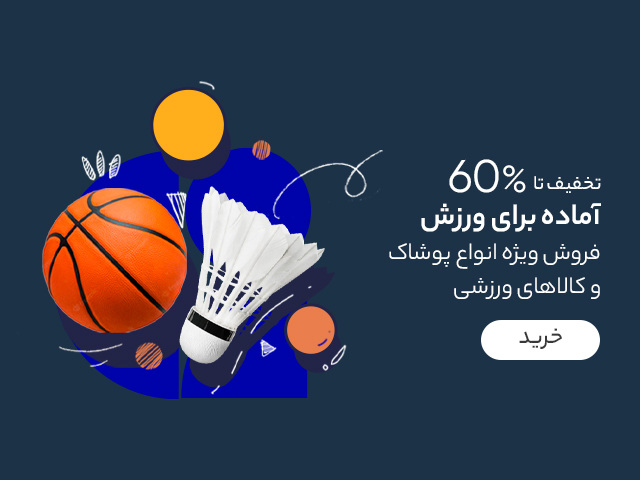 تخفیف تا 60%
آماده برای ورزش
فروش ویژه انواع پوشاک
و کالاهای ورزشی
خرید